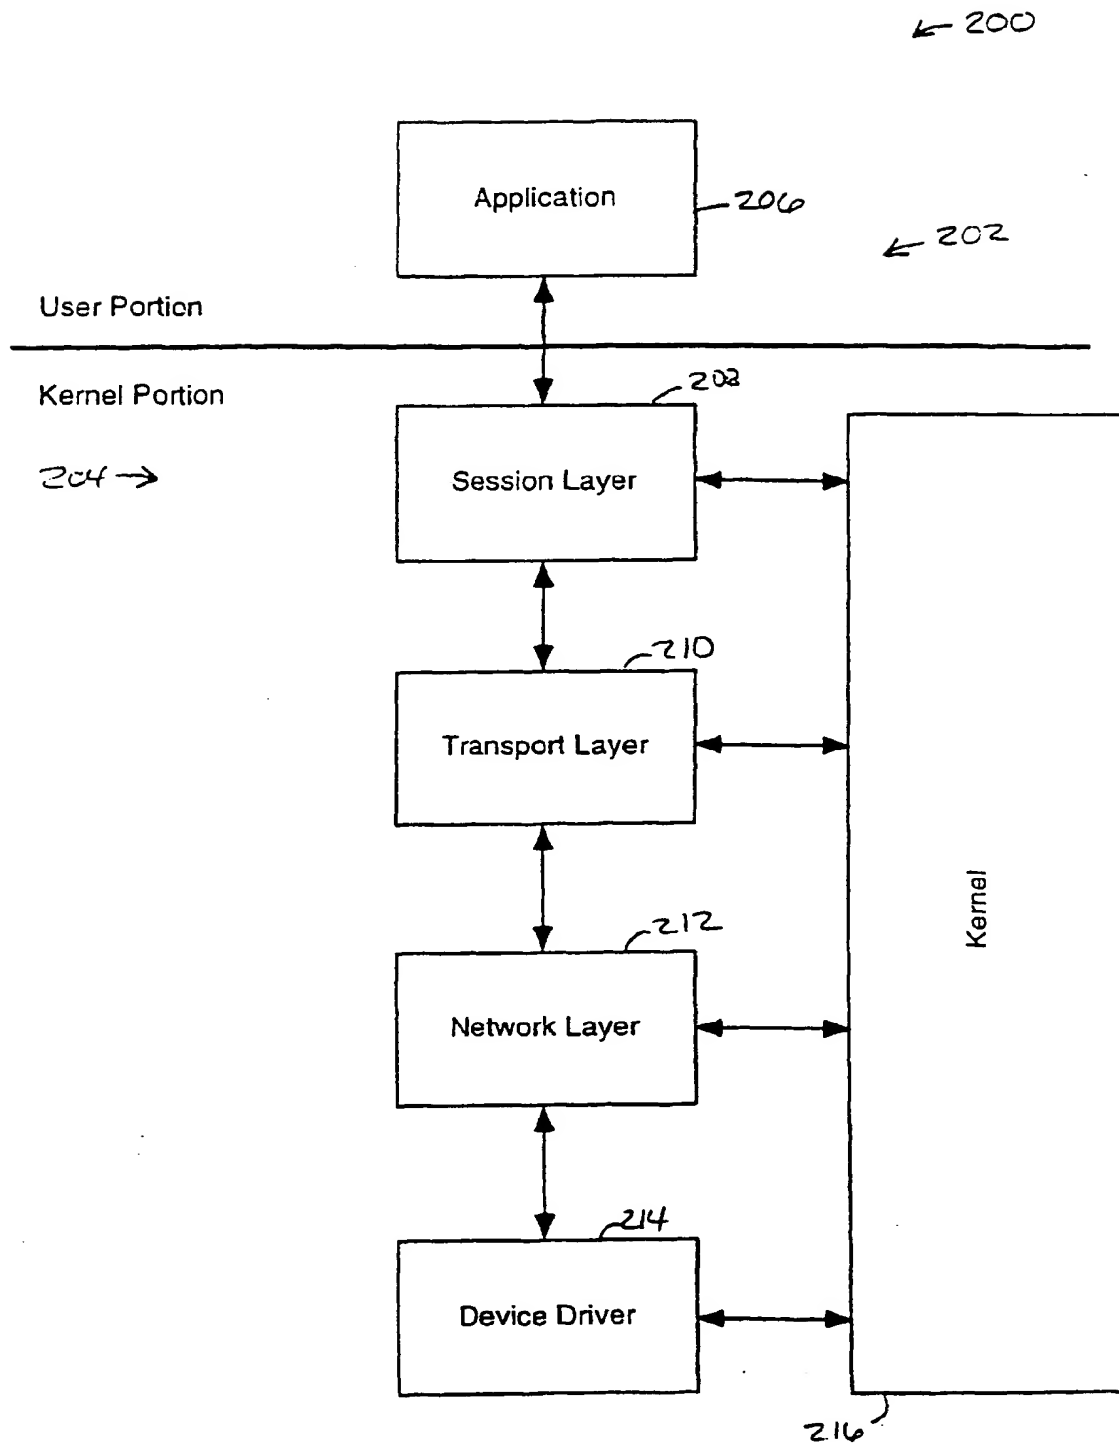 200
Application
206
202
User Portion
Kernel Portion
208
204
Session Layer
210
Transport Layer
Kernel
212
Network Layer
214
Device Driver
216